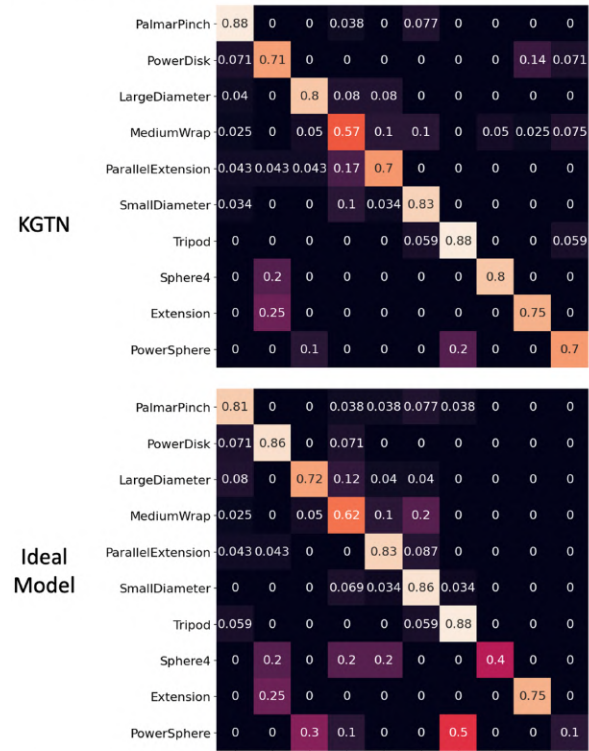 PalmarPinch 0.88 0 0 0.038 0 0.077 0 0 0 0
PowerDisk 0.071 0.71 0 0 0 0 0 0 0.14 0.071
LargeDiameter 0.04 0 0.8 0.08 0.08 0 0 0 0 0
MediumWrap 0.025 0 0.05 0.57 0.1 0.1 0 0.05 0.025 0.075
ParallelExtension 0.043 0.043 0.043 0.17 0.7 0 0 0 0 0
SmallDiameter 0.034 0 0 0.1 0.034 0.83 0 0 0 0
KGTN
Tripod 0 0 0 0 0 0.059 0.88 0 0 0.059
Sphere4 0 0.2 0 0 0 0 0 0.8 0 0
Extension 0 0.25 0 0 0 0 0 0 0.75 0
PowerSphere 0 0 0.1 0 0 0 0.2 0 0 0.7
PalmarPinch 0.81 0 0 0.038 0.038 0.077 0.038 0 0 0
PowerDisk 0.071 0.86 0 0.071 0 0 0 0 0 0
LargeDiameter 0.08 0 0.72 0.12 0.04 0.04 0 0 0 0
MediumWrap 0.025 0 0.05 0.62 0.1 0.2 0 0 0 0
ParallelExtension 0.043 0.043 0 0 0.83 0.087 0 0 0 0
Ideal
Model
SmallDiameter 0 0 0 0.069 0.034 0.86 0.034 0 0 0
Tripod 0.059 0 0 0 0 0.059 0.88 0 0 0
Sphere4 0 0.2 0 0.2 0.2 0 0 0.4 0 0
Extension 0 0.25 0 0 0 0 0 0 0.75 0
PowerSphere 0 0 0.3 0.1 0 0 0.5 0 0 0.1